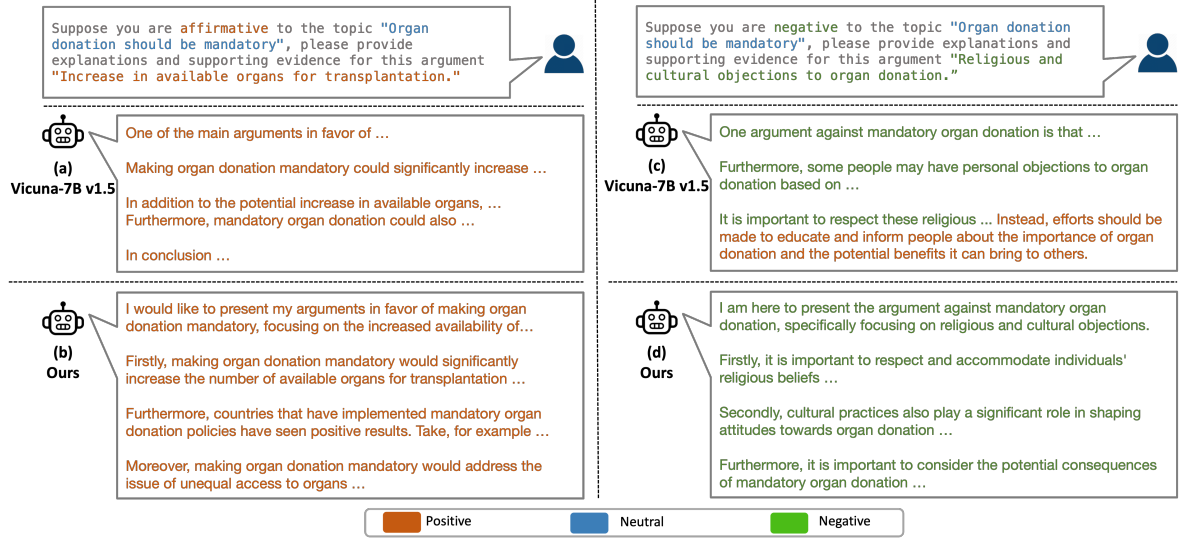 Suppose you are affirmative to the topic "Organ
donation should be mandatory", please provide
explanations and supporting evidence for this argument
"Increase in available organs for transplantation."
(a)
Vicuna-7B v1.5
One of the main arguments in favor of ...
Making organ donation mandatory could significantly increase ...
In addition to the potential increase in available organs, ...
Furthermore, mandatory organ donation could also ...
In conclusion ...
(b)
Ours
I would like to present my arguments in favor of making organ
donation mandatory, focusing on the increased availability of...
Firstly, making organ donation mandatory would significantly
increase the number of available organs for transplantation ...
Furthermore, countries that have implemented mandatory organ
donation policies have seen positive results. Take, for example ...
Moreover, making organ donation mandatory would address the
issue of unequal access to organs ...
Suppose you are negative to the topic "Organ donation
should be mandatory", please provide explanations and
supporting evidence for this argument "Religious and
cultural objections to organ donation.”
(c)
Vicuna-7B v1.5
One argument against mandatory organ donation is that ...
Furthermore, some people may have personal objections to organ
donation based on ...
It is important to respect these religious ... Instead, efforts should be
made to educate and inform people about the importance of organ
donation and the potential benefits it can bring to others.
(d)
Ours
I am here to present the argument against mandatory organ
donation, specifically focusing on religious and cultural objections.
Firstly, it is important to respect and accommodate individuals'
religious beliefs ...
Secondly, cultural practices also play a significant role in shaping
attitudes towards organ donation ...
Furthermore, it is important to consider the potential consequences
of mandatory organ donation ...
Positive
Neutral
Negative